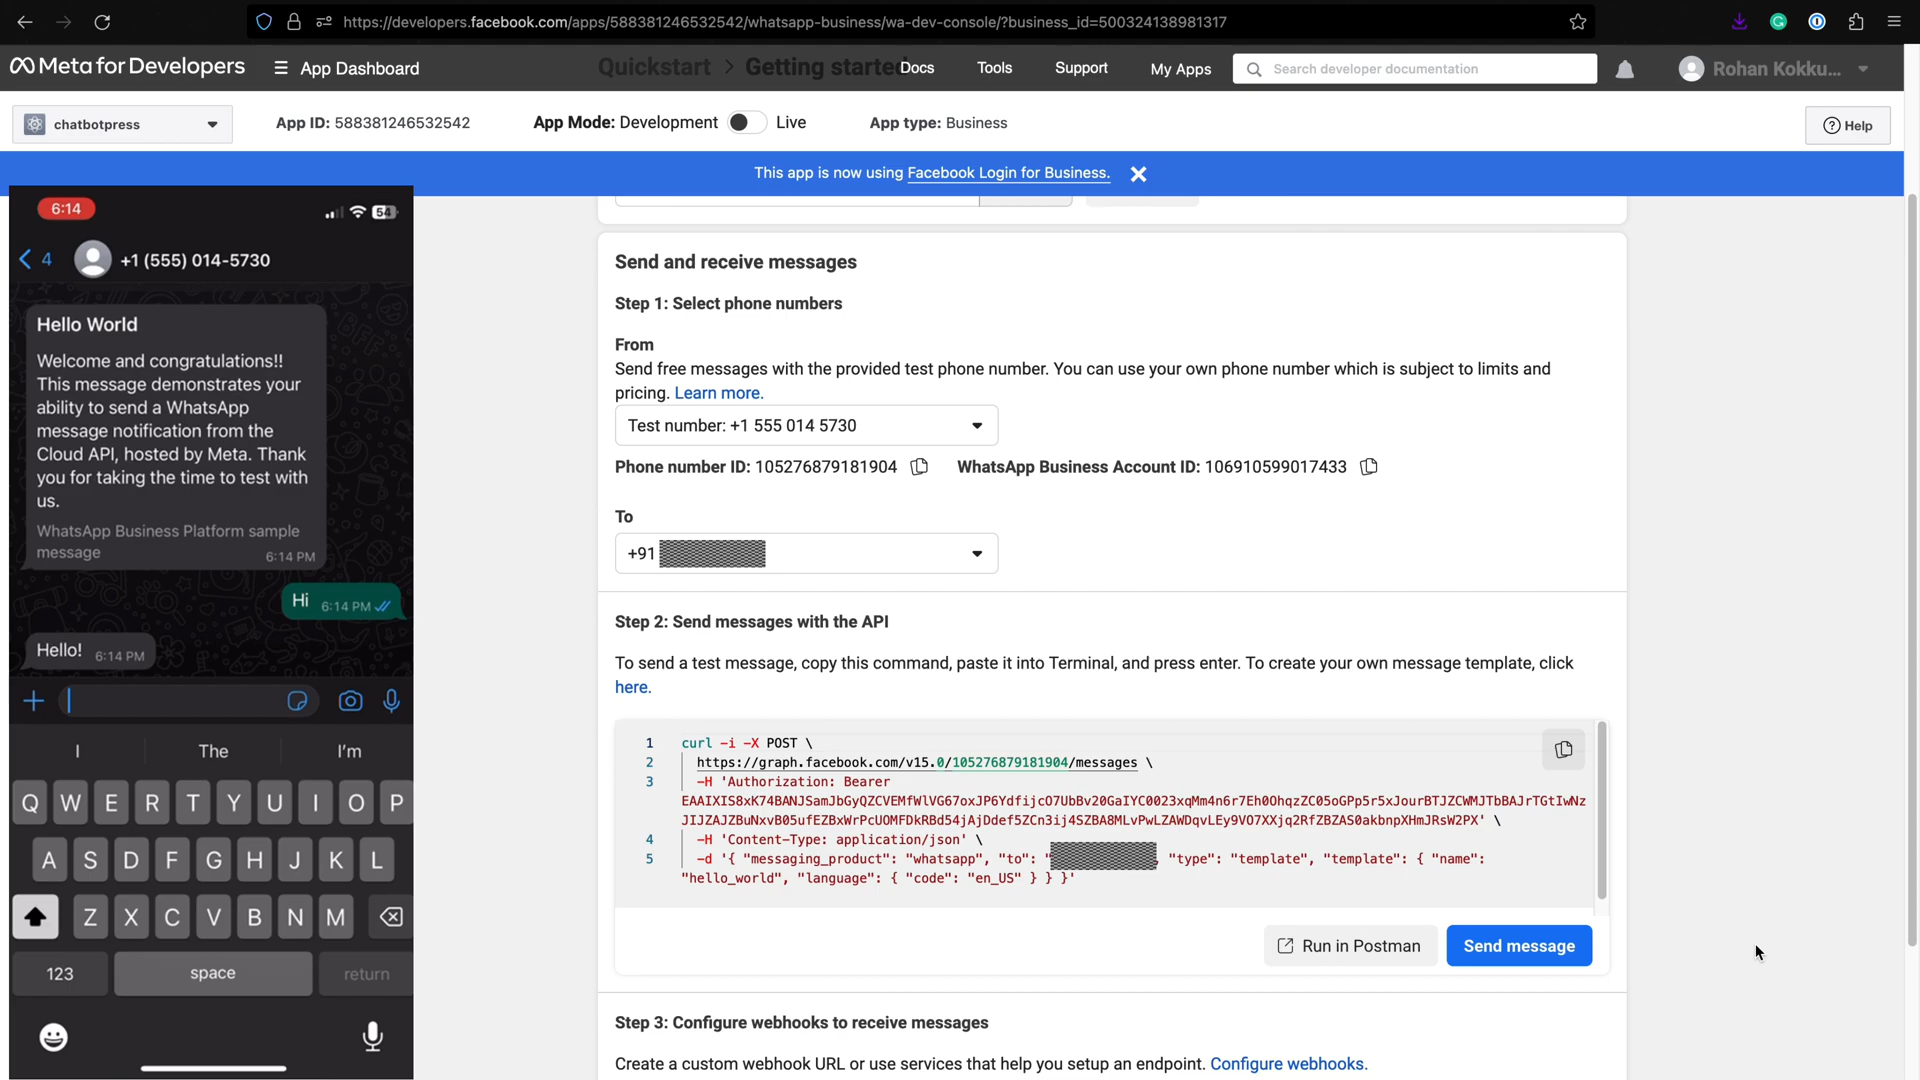 https://developers.facebook.com/apps/588381246532542/whatsapp-business/wa-dev-console/?business_id=500324138981317
Meta for Developers
App Dashboard
Quickstart > Getting started
Docs
Tools
Support
My Apps
Search developer documentation
Rohan Kokku...
chatbotpress
App ID: 588381246532542
App Mode: Development
Live
App type: Business
Help
This app is now using Facebook Login for Business.
6:14
54
4
+1 (555) 014-5730
Hello World
Welcome and congratulations!!
This message demonstrates your
ability to send a WhatsApp
message notification from the
Cloud API, hosted by Meta. Thank
you for taking the time to test with
us.
WhatsApp Business Platform sample
message
6:14 PM
Hi 6:14 PM
Hello! 6:14 PM
I
The
I'm
Q W E R T Y U I O P
A S D F G H J K L
Z X C V B N M
123
space
return
Send and receive messages
Step 1: Select phone numbers
From
Send free messages with the provided test phone number. You can use your own phone number which is subject to limits and
pricing. Learn more.
Test number: +1 555 014 5730
Phone number ID: 105276879181904
WhatsApp Business Account ID: 106910599017433
To
+91
Step 2: Send messages with the API
To send a test message, copy this command, paste it into Terminal, and press enter. To create your own message template, click
here.
1 curl -i -X POST \
2 https://graph.facebook.com/v15.0/105276879181904/messages \
3 -H 'Authorization: Bearer
-H 'Content-Type: application/json' \
4
5 -d '{ "messaging_product": "whatsapp", "to": " , "type": "template", "template": { "name":
"hello_world", "language": { "code": "en_US" } } }'
Run in Postman
Send message
Step 3: Configure webhooks to receive messages
Create a custom webhook URL or use services that help you setup an endpoint. Configure webhooks.